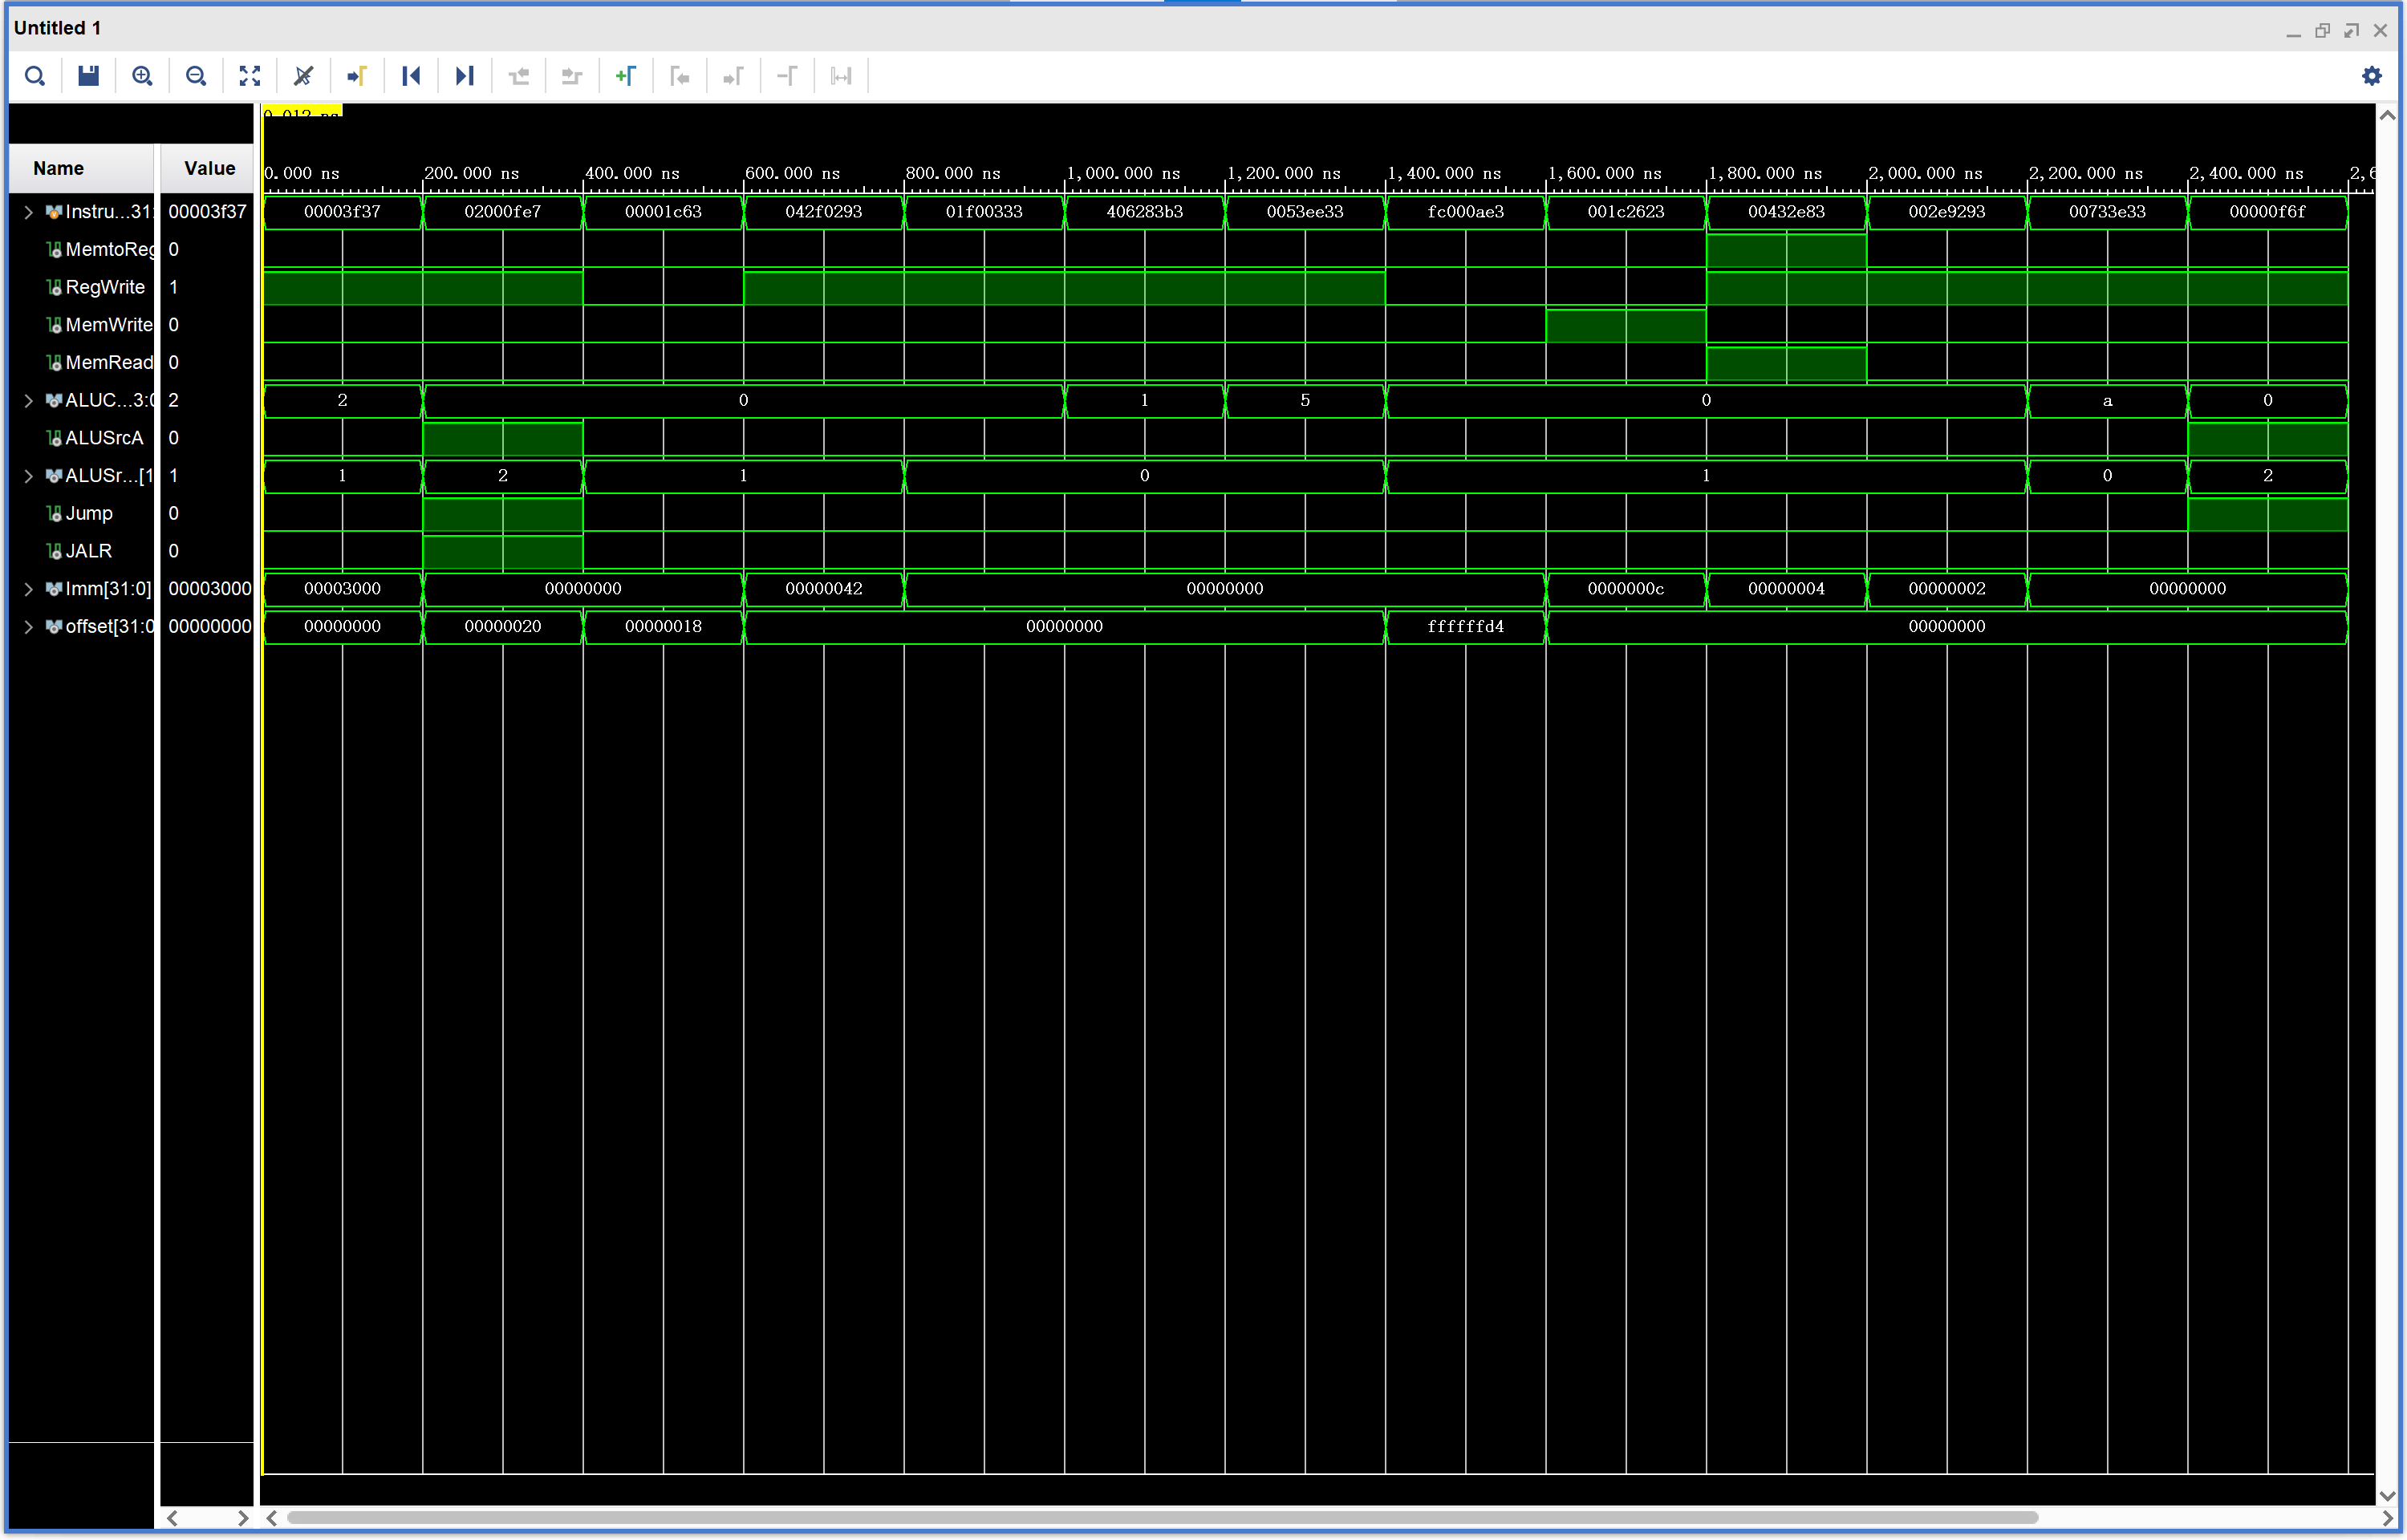 Untitled 1
0.012 ns
Name Value
0.000 ns 200.000 ns 400.000 ns 600.000 ns 800.000 ns 1,000.000 ns 1,200.000 ns 1,400.000 ns 1,600.000 ns 1,800.000 ns 2,000.000 ns 2,200.000 ns 2,400.000 ns 2,6
Instru...31: 00003f37 00003f37 02000fe7 00001c63 042f0293 01f00333 406283b3 0053ee33 fc000ae3 001c2623 00432e83 002e9293 00733e33 00000f6f
MemtoReg 0
RegWrite 1
MemWrite 0
MemRead 0
ALUC...3:0 2 2 0 1 5 0 a 0
ALUSrcA 0
ALUSr...[1 1 1 2 1 0 1 0 2
Jump 0
JALR 0
Imm[31:0] 00003000 00003000 00000000 00000042 00000000 0000000c 00000004 00000002 00000000
offset[31:0 00000000 00000000 00000020 00000018 00000000 ffffffd4 00000000